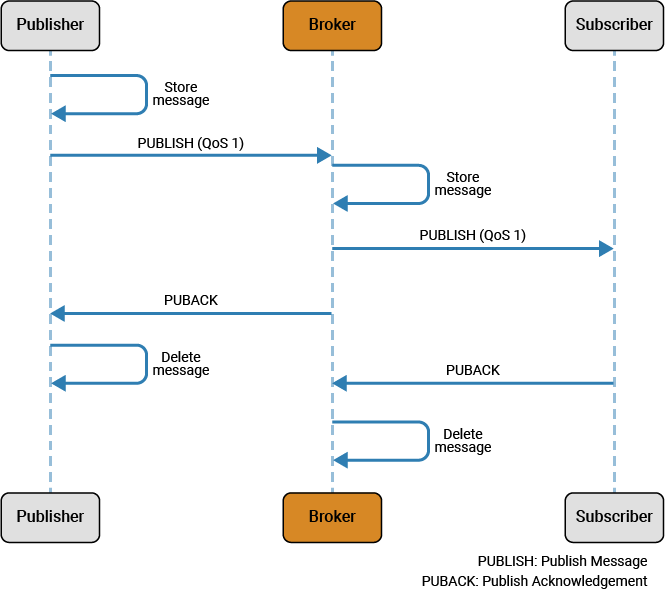 Publisher
Broker
Subscriber
Store
message
PUBLISH (QoS 1)
Store
message
PUBLISH (QoS 1)
PUBACK
Delete
message
PUBACK
Delete
message
Publisher
Broker
Subscriber
PUBLISH: Publish Message
PUBACK: Publish Acknowledgement